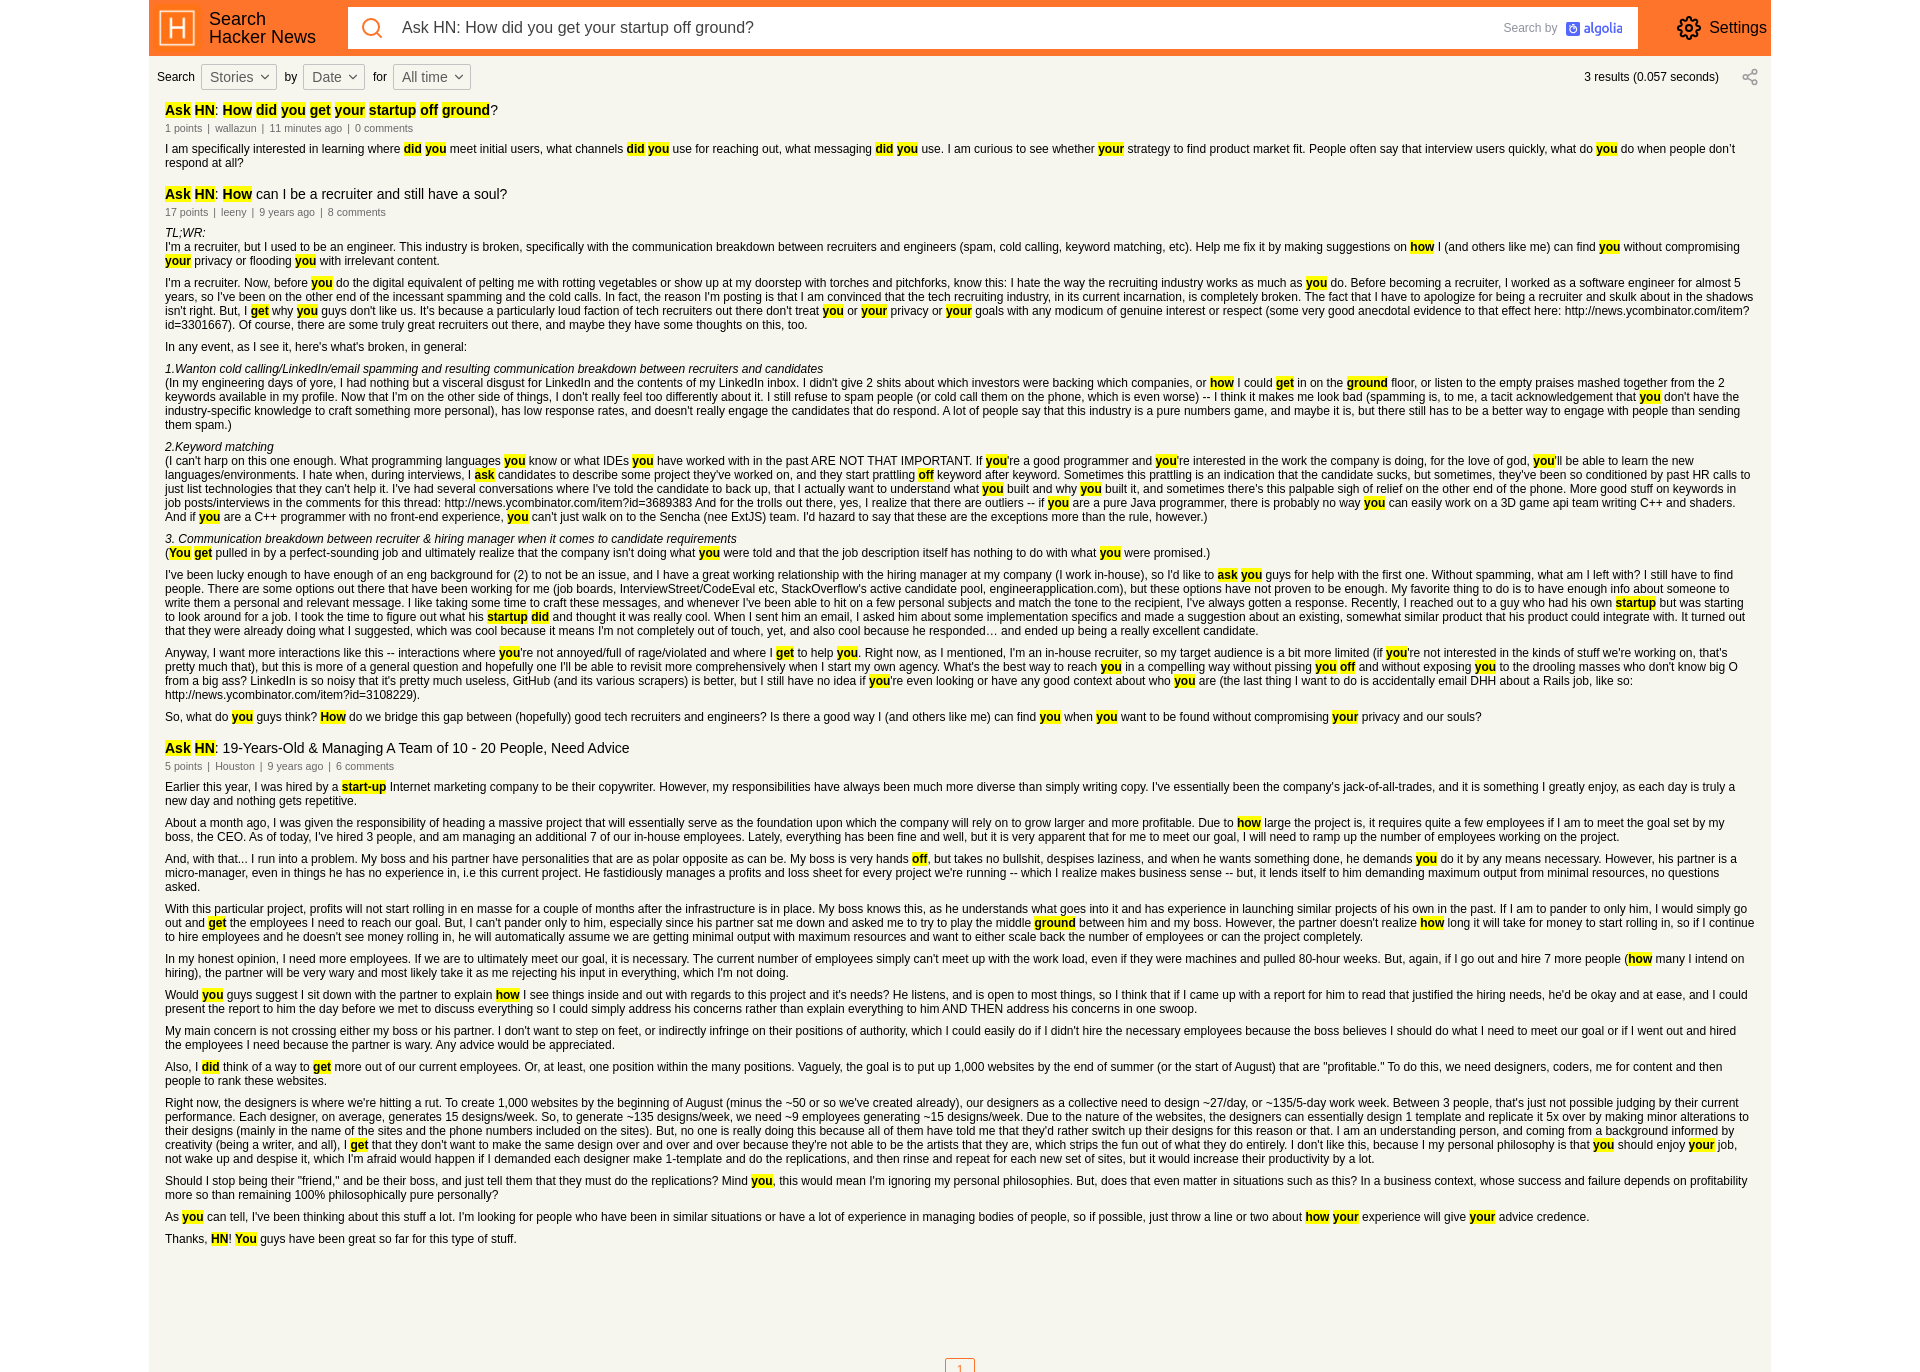 H
Search
Hacker News
Ask HN: How did you get your startup off ground?
Search by algolia
Settings
Search Stories by Date for All time
3 results (0.057 seconds)
Ask HN: How did you get your startup off ground?
1 points | wallazun | 11 minutes ago | 0 comments
I am specifically interested in learning where did you meet initial users, what channels did you use for reaching out, what messaging did you use. I am curious to see whether your strategy to find product market fit. People often say that interview users quickly, what do you do when people don’t
respond at all?
Ask HN: How can I be a recruiter and still have a soul?
17 points | leeny | 9 years ago | 8 comments
TL;WR:
I'm a recruiter, but I used to be an engineer. This industry is broken, specifically with the communication breakdown between recruiters and engineers (spam, cold calling, keyword matching, etc). Help me fix it by making suggestions on how I (and others like me) can find you without compromising
your privacy or flooding you with irrelevant content.
I'm a recruiter. Now, before you do the digital equivalent of pelting me with rotting vegetables or show up at my doorstep with torches and pitchforks, know this: I hate the way the recruiting industry works as much as you do. Before becoming a recruiter, I worked as a software engineer for almost 5
years, so I've been on the other end of the incessant spamming and the cold calls. In fact, the reason I'm posting is that I am convinced that the tech recruiting industry, in its current incarnation, is completely broken. The fact that I have to apologize for being a recruiter and skulk about in the shadows
isn't right. But, I get why you guys don't like us. It's because a particularly loud faction of tech recruiters out there don't treat you or your privacy or your goals with any modicum of genuine interest or respect (some very good anecdotal evidence to that effect here: http://news.ycombinator.com/item?
id=3301667). Of course, there are some truly great recruiters out there, and maybe they have some thoughts on this, too.
In any event, as I see it, here's what's broken, in general:
1.Wanton cold calling/LinkedIn/email spamming and resulting communication breakdown between recruiters and candidates
(In my engineering days of yore, I had nothing but a visceral disgust for LinkedIn and the contents of my LinkedIn inbox. I didn't give 2 shits about which investors were backing which companies, or how I could get in on the ground floor, or listen to the empty praises mashed together from the 2
keywords available in my profile. Now that I'm on the other side of things, I don't really feel too differently about it. I still refuse to spam people (or cold call them on the phone, which is even worse) -- I think it makes me look bad (spamming is, to me, a tacit acknowledgement that you don't have the
industry-specific knowledge to craft something more personal), has low response rates, and doesn't really engage the candidates that do respond. A lot of people say that this industry is a pure numbers game, and maybe it is, but there still has to be a better way to engage with people than sending
them spam.)
2.Keyword matching
(I can't harp on this one enough. What programming languages you know or what IDEs you have worked with in the past ARE NOT THAT IMPORTANT. If you're a good programmer and you're interested in the work the company is doing, for the love of god, you'll be able to learn the new
languages/environments. I hate when, during interviews, I ask candidates to describe some project they've worked on, and they start prattling off keyword after keyword. Sometimes this prattling is an indication that the candidate sucks, but sometimes, they've been so conditioned by past HR calls to
just list technologies that they can't help it. I've had several conversations where I've told the candidate to back up, that I actually want to understand what you built and why you built it, and sometimes there's this palpable sigh of relief on the other end of the phone. More good stuff on keywords in
job posts/interviews in the comments for this thread: http://news.ycombinator.com/item?id=3689383 And for the trolls out there, yes, I realize that there are outliers -- if you are a pure Java programmer, there is probably no way you can easily work on a 3D game api team writing C++ and shaders.
And if you are a C++ programmer with no front-end experience, you can't just walk on to the Sencha (nee ExtJS) team. I'd hazard to say that these are the exceptions more than the rule, however.)
3. Communication breakdown between recruiter & hiring manager when it comes to candidate requirements
(You get pulled in by a perfect-sounding job and ultimately realize that the company isn't doing what you were told and that the job description itself has nothing to do with what you were promised.)
I've been lucky enough to have enough of an eng background for (2) to not be an issue, and I have a great working relationship with the hiring manager at my company (I work in-house), so I'd like to ask you guys for help with the first one. Without spamming, what am I left with? I still have to find
people. There are some options out there that have been working for me (job boards, InterviewStreet/CodeEval etc, StackOverflow's active candidate pool, engineerapplication.com), but these options have not proven to be enough. My favorite thing to do is to have enough info about someone to
write them a personal and relevant message. I like taking some time to craft these messages, and whenever I've been able to hit on a few personal subjects and match the tone to the recipient, I've always gotten a response. Recently, I reached out to a guy who had his own startup but was starting
to look around for a job. I took the time to figure out what his startup did and thought it was really cool. When I sent him an email, I asked him about some implementation specifics and made a suggestion about an existing, somewhat similar product that his product could integrate with. It turned out
that they were already doing what I suggested, which was cool because it means I'm not completely out of touch, yet, and also cool because he responded… and ended up being a really excellent candidate.
Anyway, I want more interactions like this -- interactions where you're not annoyed/full of rage/violated and where I get to help you. Right now, as I mentioned, I'm an in-house recruiter, so my target audience is a bit more limited (if you're not interested in the kinds of stuff we're working on, that's
pretty much that), but this is more of a general question and hopefully one I'll be able to revisit more comprehensively when I start my own agency. What's the best way to reach you in a compelling way without pissing you off and without exposing you to the drooling masses who don't know big O
from a big ass? LinkedIn is so noisy that it's pretty much useless, GitHub (and its various scrapers) is better, but I still have no idea if you're even looking or have any good context about who you are (the last thing I want to do is accidentally email DHH about a Rails job, like so:
http://news.ycombinator.com/item?id=3108229).
So, what do you guys think? How do we bridge this gap between (hopefully) good tech recruiters and engineers? Is there a good way I (and others like me) can find you when you want to be found without compromising your privacy and our souls?
Ask HN: 19-Years-Old & Managing A Team of 10 - 20 People, Need Advice
5 points | Houston | 9 years ago | 6 comments
Earlier this year, I was hired by a start-up Internet marketing company to be their copywriter. However, my responsibilities have always been much more diverse than simply writing copy. I've essentially been the company's jack-of-all-trades, and it is something I greatly enjoy, as each day is truly a
new day and nothing gets repetitive.
About a month ago, I was given the responsibility of heading a massive project that will essentially serve as the foundation upon which the company will rely on to grow larger and more profitable. Due to how large the project is, it requires quite a few employees if I am to meet the goal set by my
boss, the CEO. As of today, I've hired 3 people, and am managing an additional 7 of our in-house employees. Lately, everything has been fine and well, but it is very apparent that for me to meet our goal, I will need to ramp up the number of employees working on the project.
And, with that... I run into a problem. My boss and his partner have personalities that are as polar opposite as can be. My boss is very hands off, but takes no bullshit, despises laziness, and when he wants something done, he demands you do it by any means necessary. However, his partner is a
micro-manager, even in things he has no experience in, i.e this current project. He fastidiously manages a profits and loss sheet for every project we're running -- which I realize makes business sense -- but, it lends itself to him demanding maximum output from minimal resources, no questions
asked.
With this particular project, profits will not start rolling in en masse for a couple of months after the infrastructure is in place. My boss knows this, as he understands what goes into it and has experience in launching similar projects of his own in the past. If I am to pander to only him, I would simply go
out and get the employees I need to reach our goal. But, I can't pander only to him, especially since his partner sat me down and asked me to try to play the middle ground between him and my boss. However, the partner doesn't realize how long it will take for money to start rolling in, so if I continue
to hire employees and he doesn't see money rolling in, he will automatically assume we are getting minimal output with maximum resources and want to either scale back the number of employees or can the project completely.
In my honest opinion, I need more employees. If we are to ultimately meet our goal, it is necessary. The current number of employees simply can't meet up with the work load, even if they were machines and pulled 80-hour weeks. But, again, if I go out and hire 7 more people (how many I intend on
hiring), the partner will be very wary and most likely take it as me rejecting his input in everything, which I'm not doing.
Would you guys suggest I sit down with the partner to explain how I see things inside and out with regards to this project and it's needs? He listens, and is open to most things, so I think that if I came up with a report for him to read that justified the hiring needs, he'd be okay and at ease, and I could
present the report to him the day before we met to discuss everything so I could simply address his concerns rather than explain everything to him AND THEN address his concerns in one swoop.
My main concern is not crossing either my boss or his partner. I don't want to step on feet, or indirectly infringe on their positions of authority, which I could easily do if I didn't hire the necessary employees because the boss believes I should do what I need to meet our goal or if I went out and hired
the employees I need because the partner is wary. Any advice would be appreciated.
Also, I did think of a way to get more out of our current employees. Or, at least, one position within the many positions. Vaguely, the goal is to put up 1,000 websites by the end of summer (or the start of August) that are "profitable." To do this, we need designers, coders, me for content and then
people to rank these websites.
Right now, the designers is where we're hitting a rut. To create 1,000 websites by the beginning of August (minus the ~50 or so we've created already), our designers as a collective need to design ~27/day, or ~135/5-day work week. Between 3 people, that's just not possible judging by their current
performance. Each designer, on average, generates 15 designs/week. So, to generate ~135 designs/week, we need ~9 employees generating ~15 designs/week. Due to the nature of the websites, the designers can essentially design 1 template and replicate it 5x over by making minor alterations to
their designs (mainly in the name of the sites and the phone numbers included on the sites). But, no one is really doing this because all of them have told me that they'd rather switch up their designs for this reason or that. I am an understanding person, and coming from a background informed by
creativity (being a writer, and all), I get that they don't want to make the same design over and over and over because they're not able to be the artists that they are, which strips the fun out of what they do entirely. I don't like this, because I my personal philosophy is that you should enjoy your job,
not wake up and despise it, which I'm afraid would happen if I demanded each designer make 1-template and do the replications, and then rinse and repeat for each new set of sites, but it would increase their productivity by a lot.
Should I stop being their "friend," and be their boss, and just tell them that they must do the replications? Mind you, this would mean I'm ignoring my personal philosophies. But, does that even matter in situations such as this? In a business context, whose success and failure depends on profitability
more so than remaining 100% philosophically pure personally?
As you can tell, I've been thinking about this stuff a lot. I'm looking for people who have been in similar situations or have a lot of experience in managing bodies of people, so if possible, just throw a line or two about how your experience will give your advice credence.
Thanks, HN! You guys have been great so far for this type of stuff.
1